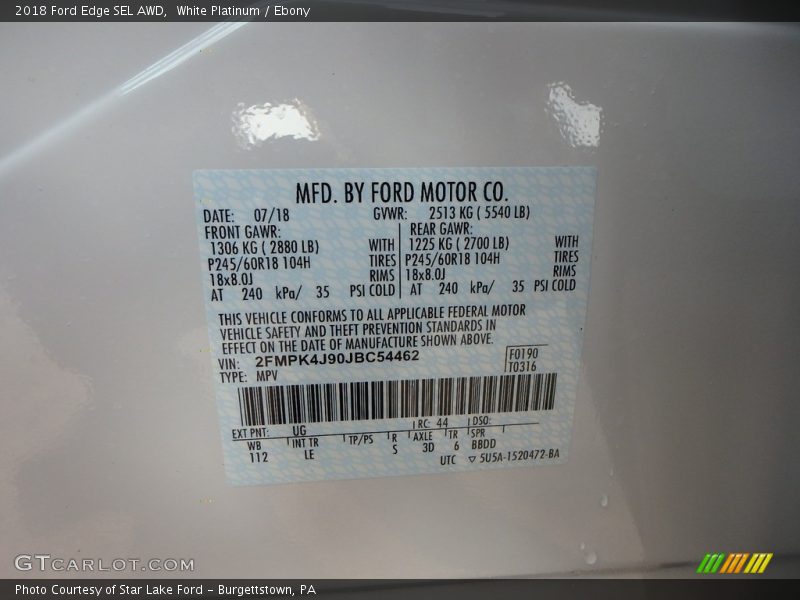 2018 Ford Edge SEL AWD, White Platinum / Ebony
MFD. BY FORD MOTOR CO.
DATE: 07/18 GVWR: 2513 KG ( 5540 LB)
FRONT GAWR: REAR GAWR:
1306 KG ( 2880 LB) WITH 1225 KG ( 2700 LB) WITH
P245/60R18 104H TIRES P245/60R18 104H TIRES
18x8.0J RIMS 18x8.0J RIMS
AT 240 kPa/ 35 PSI COLD AT 240 kPa/ 35 PSI COLD
THIS VEHICLE CONFORMS TO ALL APPLICABLE FEDERAL MOTOR
VEHICLE SAFETY AND THEFT PREVENTION STANDARDS IN
EFFECT ON THE DATE OF MANUFACTURE SHOWN ABOVE.
VIN: 2FMPK4J90JBC54462 F0190
TYPE: MPV T0316
EXT PNT: UG RC: 44 DSO:
WB INT TR TP/PS R AXLE TR SPR
112 LE S 3D 6 BBDD
UTC ▽ 5U5A-1520472-BA
GTCARLOT.COM
Photo Courtesy of Star Lake Ford - Burgettstown, PA